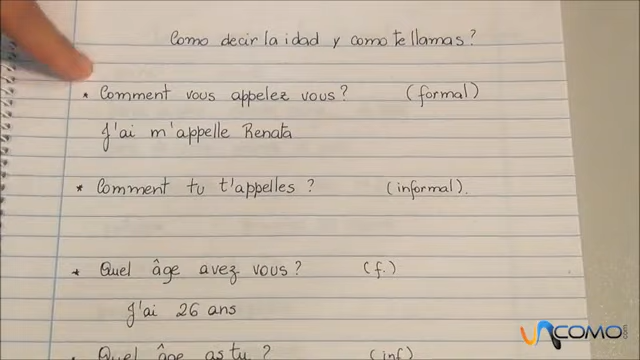 Como decir la idad y como te llamas?
* Comment vous appelez vous? (formal)
J'ai m'appelle Renata
* Comment tu t'appelles? (informal).
* Quel âge avez vous? (f.)
J'ai 26 ans
* Quel âge as tu? (inf)
UNCOMO.com